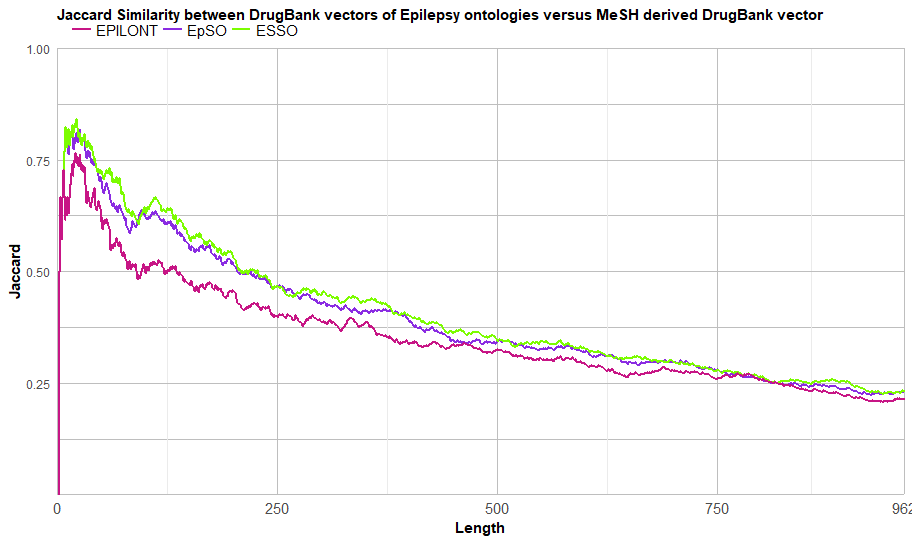 Jaccard Similarity between DrugBank vectors of Epilepsy ontologies versus MeSH derived DrugBank vector
EPILONT EpSO ESSO
1.00
0.75
0.50
0.25
Jaccard
0 250 500 750 962
Length